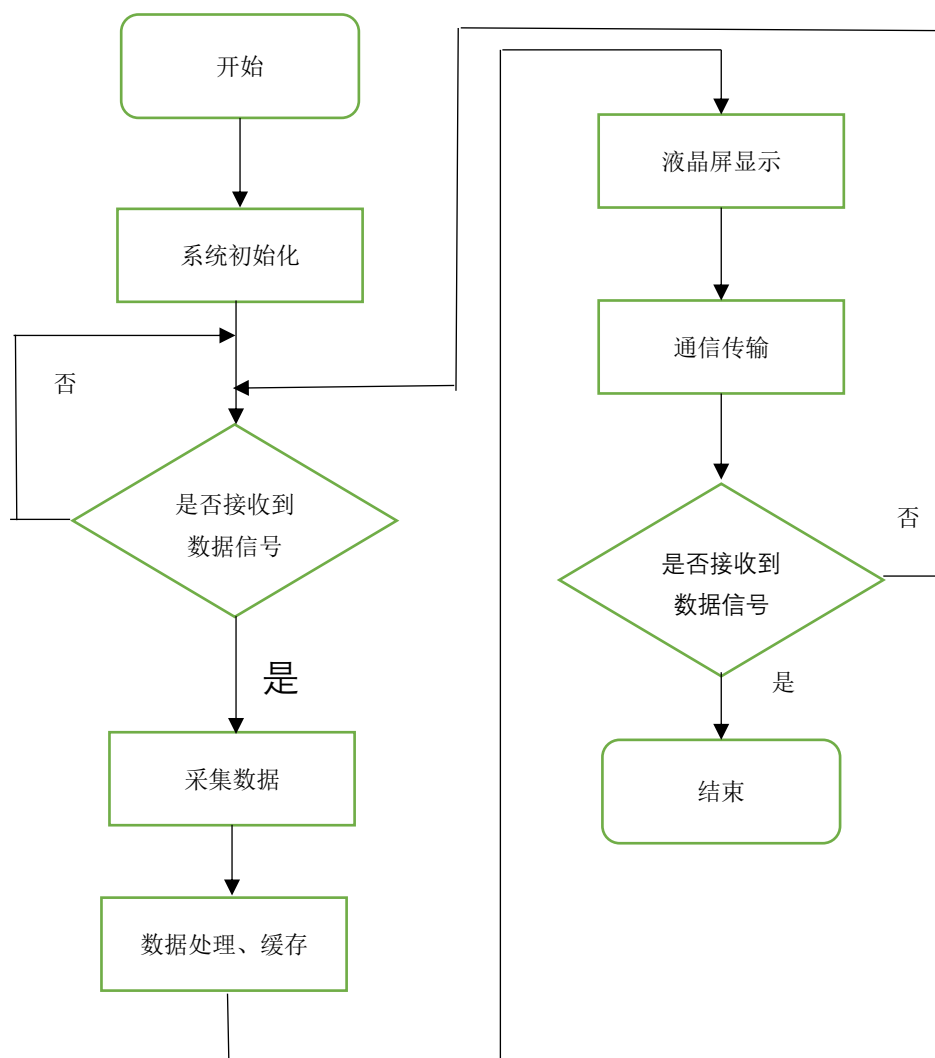 开始
系统初始化
否
是否接收到
数据信号
是
采集数据
数据处理、缓存
液晶屏显示
通信传输
是否接收到
数据信号
否
是
结束